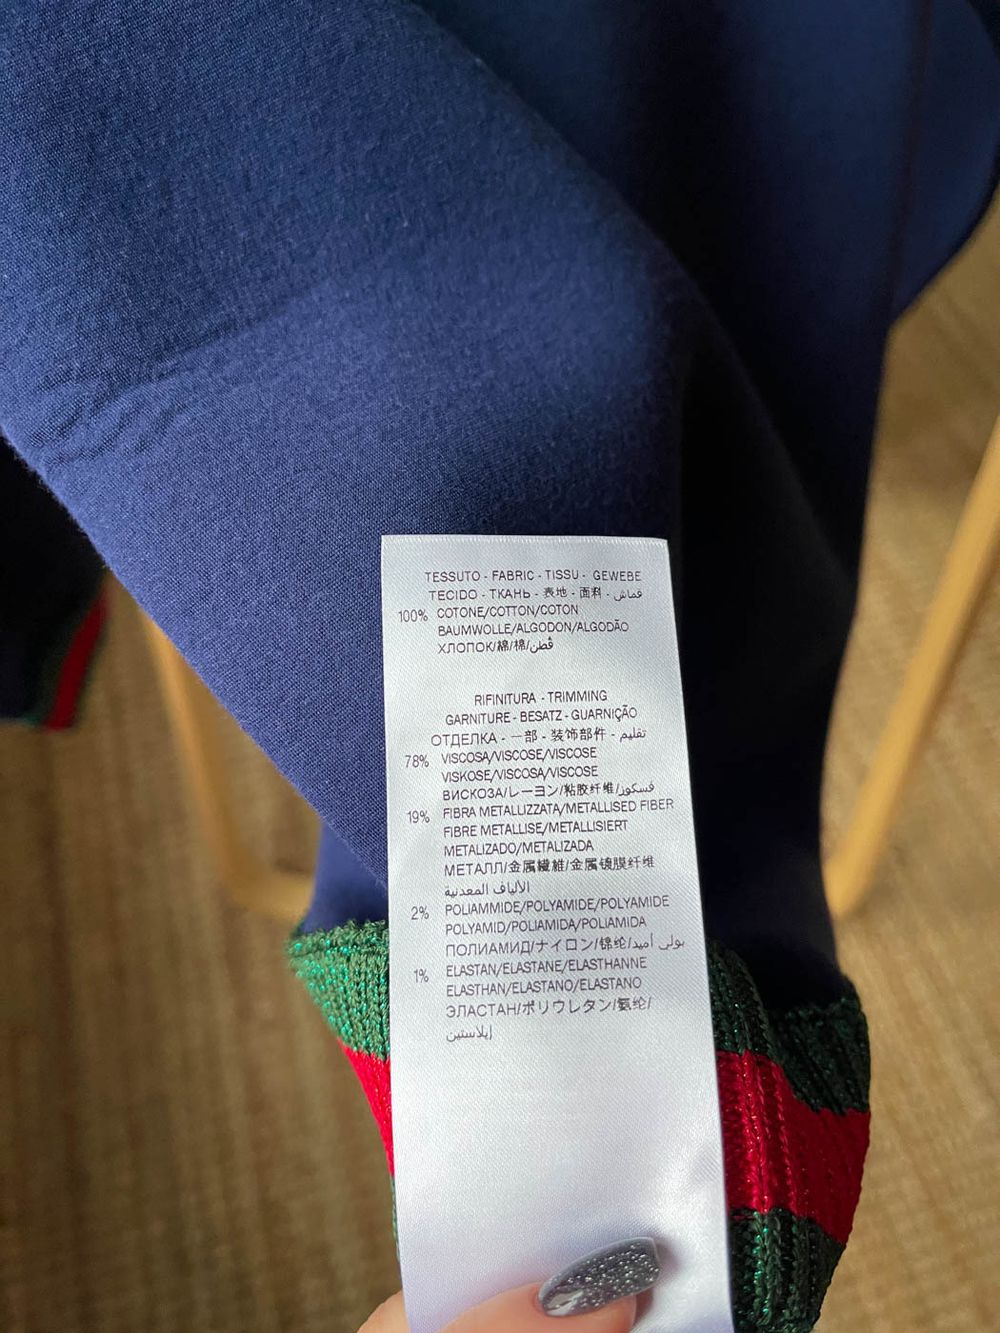 TESSUTO - FABRIC - TISSU - GEWEBE
TECIDO - ТКАНЬ - 表地 - 面料 - قماش
100% COTONE/COTTON/COTON
BAUMWOLLE/ALGODON/ALGODÃO
ХЛОПОК/綿/棉/قطن
RIFINITURA - TRIMMING
GARNITURE - BESATZ - GUARNIÇÃO
ОТДЕЛКА - 一部 - 装饰部件 - تقليم
78% VISCOSA/VISCOSE/VISCOSE
VISKOSE/VISCOSA/VISCOSE
ВИСКОЗА/レーヨン/粘胶纤维/فسكوز
19% FIBRA METALLIZZATA/METALLISED FIBER
FIBRE METALLISE/METALLISIERT
METALIZADO/METALIZADA
МЕТАЛЛ/金属繊維/金属镀膜纤维
الألياف المعدنية
2% POLIAMMIDE/POLYAMIDE/POLYAMIDE
POLYAMID/POLIAMIDA/POLIAMIDA
ПОЛИАМИД/ナイロン/锦纶/بولي أميد
1% ELASTAN/ELASTANE/ELASTHANNE
ELASTHAN/ELASTANO/ELASTANO
ЭЛАСТАН/ポリウレタン/氨纶/
إيلاستين